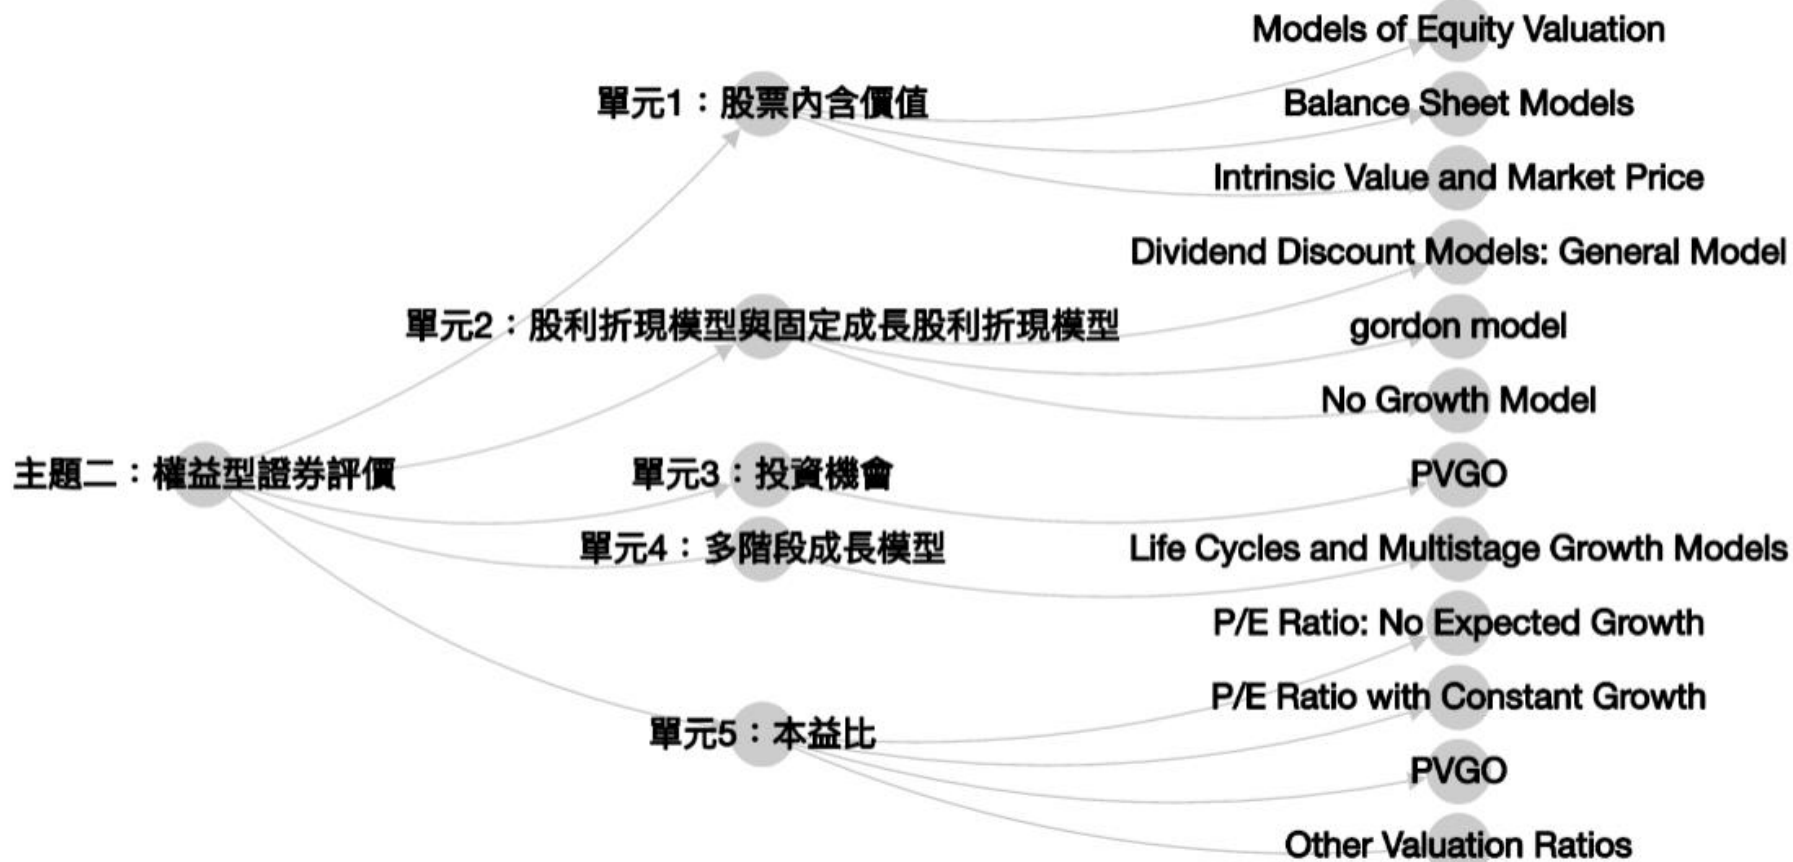 主題二：權益型證券評價
單元1：股票內含價值
Models of Equity Valuation
Balance Sheet Models
Intrinsic Value and Market Price
單元2：股利折現模型與固定成長股利折現模型
Dividend Discount Models: General Model
gordon model
No Growth Model
單元3：投資機會
PVGO
單元4：多階段成長模型
Life Cycles and Multistage Growth Models
單元5：本益比
P/E Ratio: No Expected Growth
P/E Ratio with Constant Growth
PVGO
Other Valuation Ratios